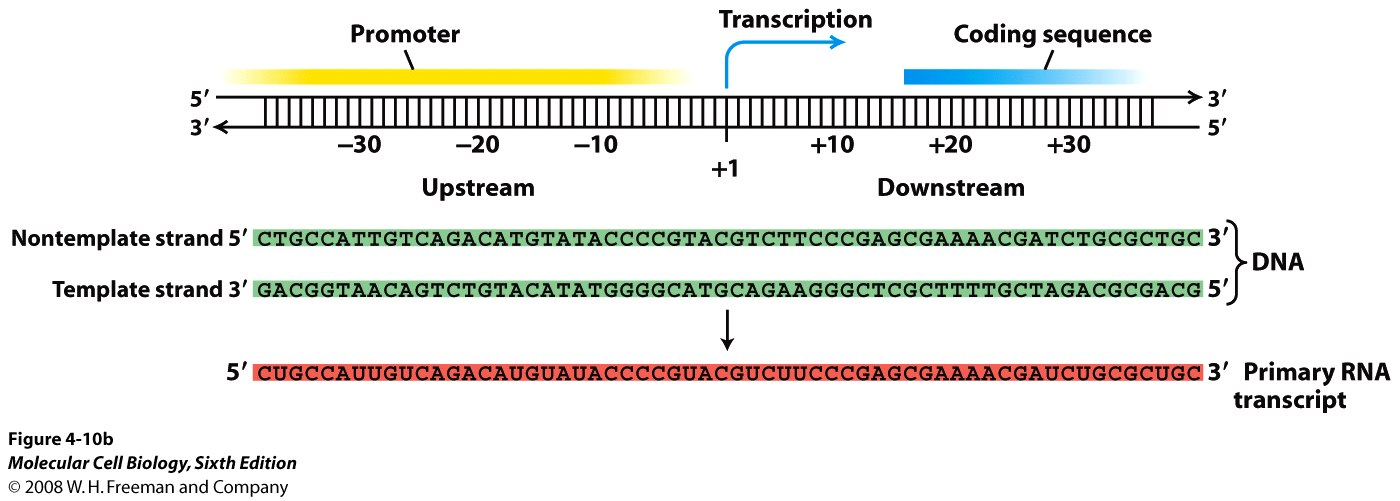 Transcription
Promoter
Coding sequence
5′ 3′
3′ 5′
−30 −20 −10 +10 +20 +30
+1
Upstream Downstream
Nontemplate strand 5′ CTGCCATTGTCAGACATGTATACCCCGTACGTCTTCCCGAGCGAAAACGATCTGCGCTGC 3′
DNA
Template strand 3′ GACGGTAACAGTCTGTACATATGGGGCATGCAGAAGGGCTCGCTTTTGCTAGACGCGACG 5′
5′ CUGCCAUUGUCAGACAUGUAUACCCCGUACGUCUUCCCGAGCGAAAACGAUCUGCGCUGC 3′ Primary RNA
transcript
Figure 4-10b
Molecular Cell Biology, Sixth Edition
© 2008 W. H. Freeman and Company